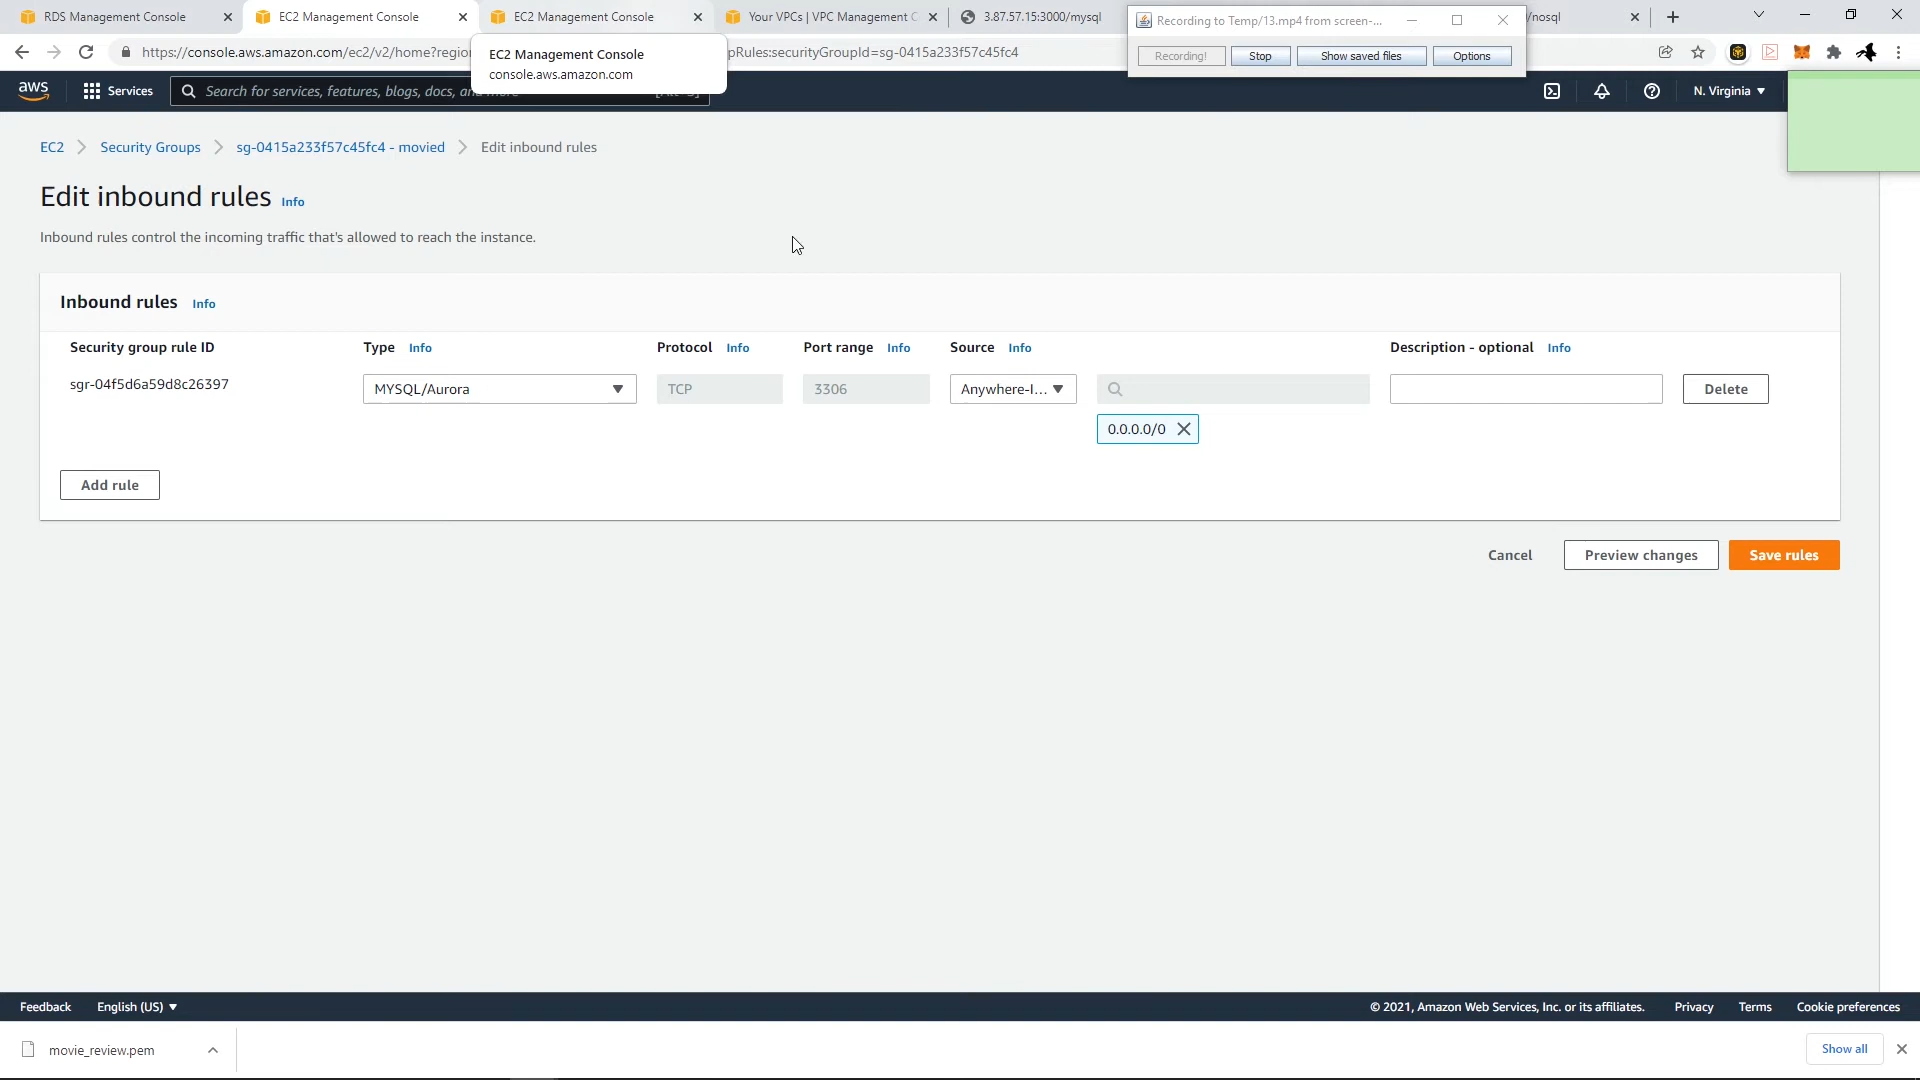 RDS Management Console
EC2 Management Console
EC2 Management Console
Your VPCs | VPC Management C
3.87.57.15:3000/mysql
Recording to Temp/13.mp4 from screen-...
/nosql
https://console.aws.amazon.com/ec2/v2/home?region
EC2 Management Console
console.aws.amazon.com
pRules:securityGroupId=sg-0415a233f57c45fc4
Recording!
Stop
Show saved files
Options
aws
Services
Search for services, features, blogs, docs, and more
N. Virginia
EC2
Security Groups
sg-0415a233f57c45fc4 - movied
Edit inbound rules
Edit inbound rules Info
Inbound rules control the incoming traffic that's allowed to reach the instance.
Inbound rules Info
Security group rule ID
Type Info
Protocol Info
Port range Info
Source Info
Description - optional Info
sgr-04f5d6a59d8c26397
MYSQL/Aurora
TCP
3306
Anywhere-I...
Delete
0.0.0.0/0
Add rule
Cancel
Preview changes
Save rules
Feedback
English (US)
© 2021, Amazon Web Services, Inc. or its affiliates.
Privacy
Terms
Cookie preferences
movie_review.pem
Show all